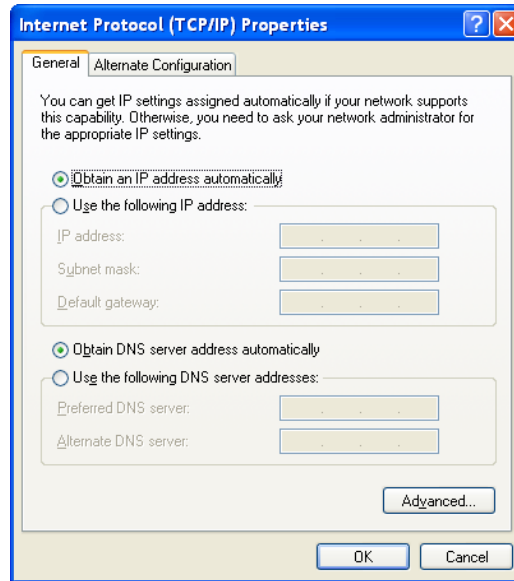 Internet Protocol (TCP/IP) Properties
General
Alternate Configuration
You can get IP settings assigned automatically if your network supports
this capability. Otherwise, you need to ask your network administrator for
the appropriate IP settings.
Obtain an IP address automatically
Use the following IP address:
IP address:
Subnet mask:
Default gateway:
Obtain DNS server address automatically
Use the following DNS server addresses:
Preferred DNS server:
Alternate DNS server:
Advanced...
OK
Cancel